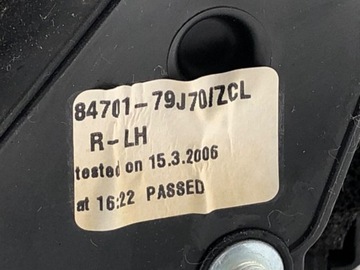 84701-79J70/ZCL
R-LH
tested on 15.3.2006
at 16:22 PASSED